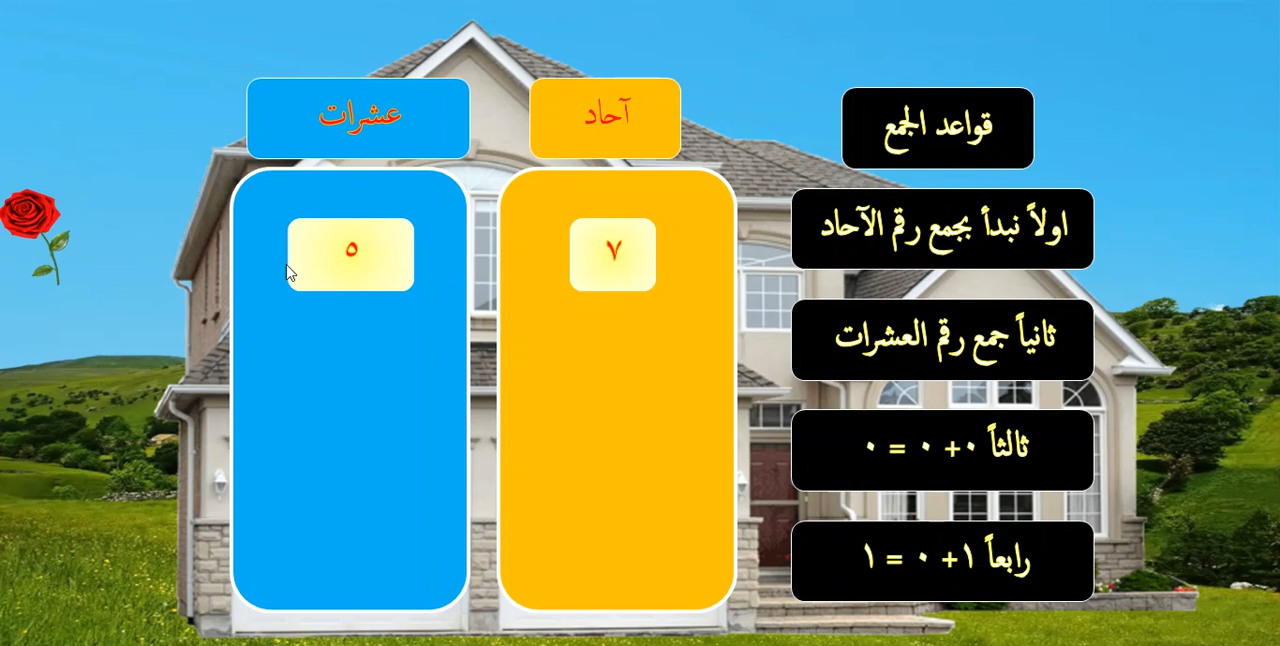 قواعد الجمع
آحاد
عشرات
اولاً نبدأ بجمع رقم الآحاد
٧
٥
ثانياً جمع رقم العشرات
ثالثاً ٠+ ٠ = ٠
رابعاً ١+ ٠ = ١